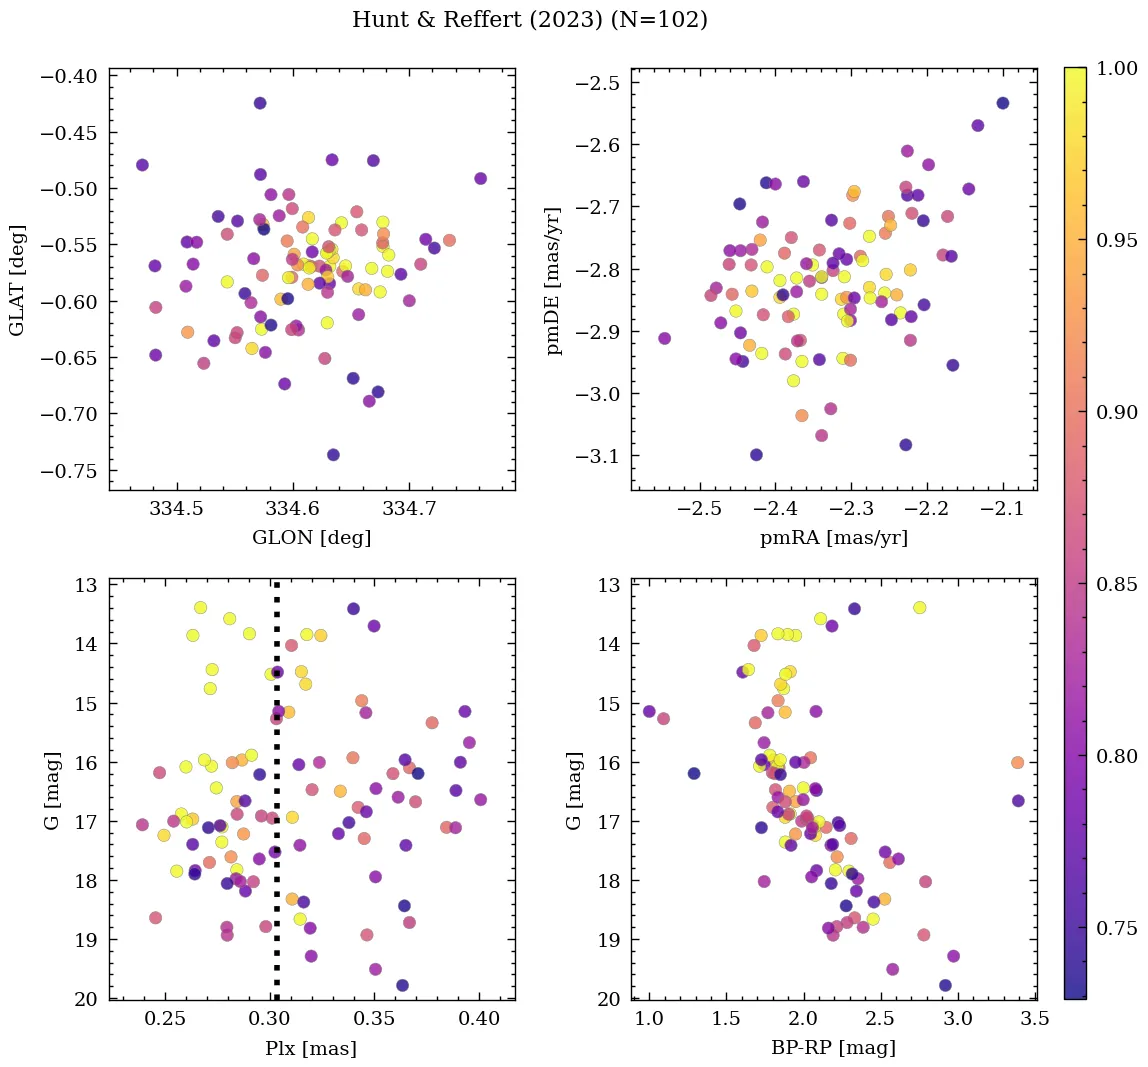 Hunt & Reffert (2023) (N=102)
−0.40
−0.45
−0.50
−0.55
−0.60
−0.65
−0.70
−0.75
GLAT [deg]
334.5 334.6 334.7
GLON [deg]
−2.5
−2.6
−2.7
−2.8
−2.9
−3.0
−3.1
pmDE [mas/yr]
−2.5 −2.4 −2.3 −2.2 −2.1
pmRA [mas/yr]
13
14
15
16
17
18
19
20
G [mag]
0.25 0.30 0.35 0.40
Plx [mas]
13
14
15
16
17
18
19
20
G [mag]
1.0 1.5 2.0 2.5 3.0 3.5
BP-RP [mag]
1.00
0.95
0.90
0.85
0.80
0.75